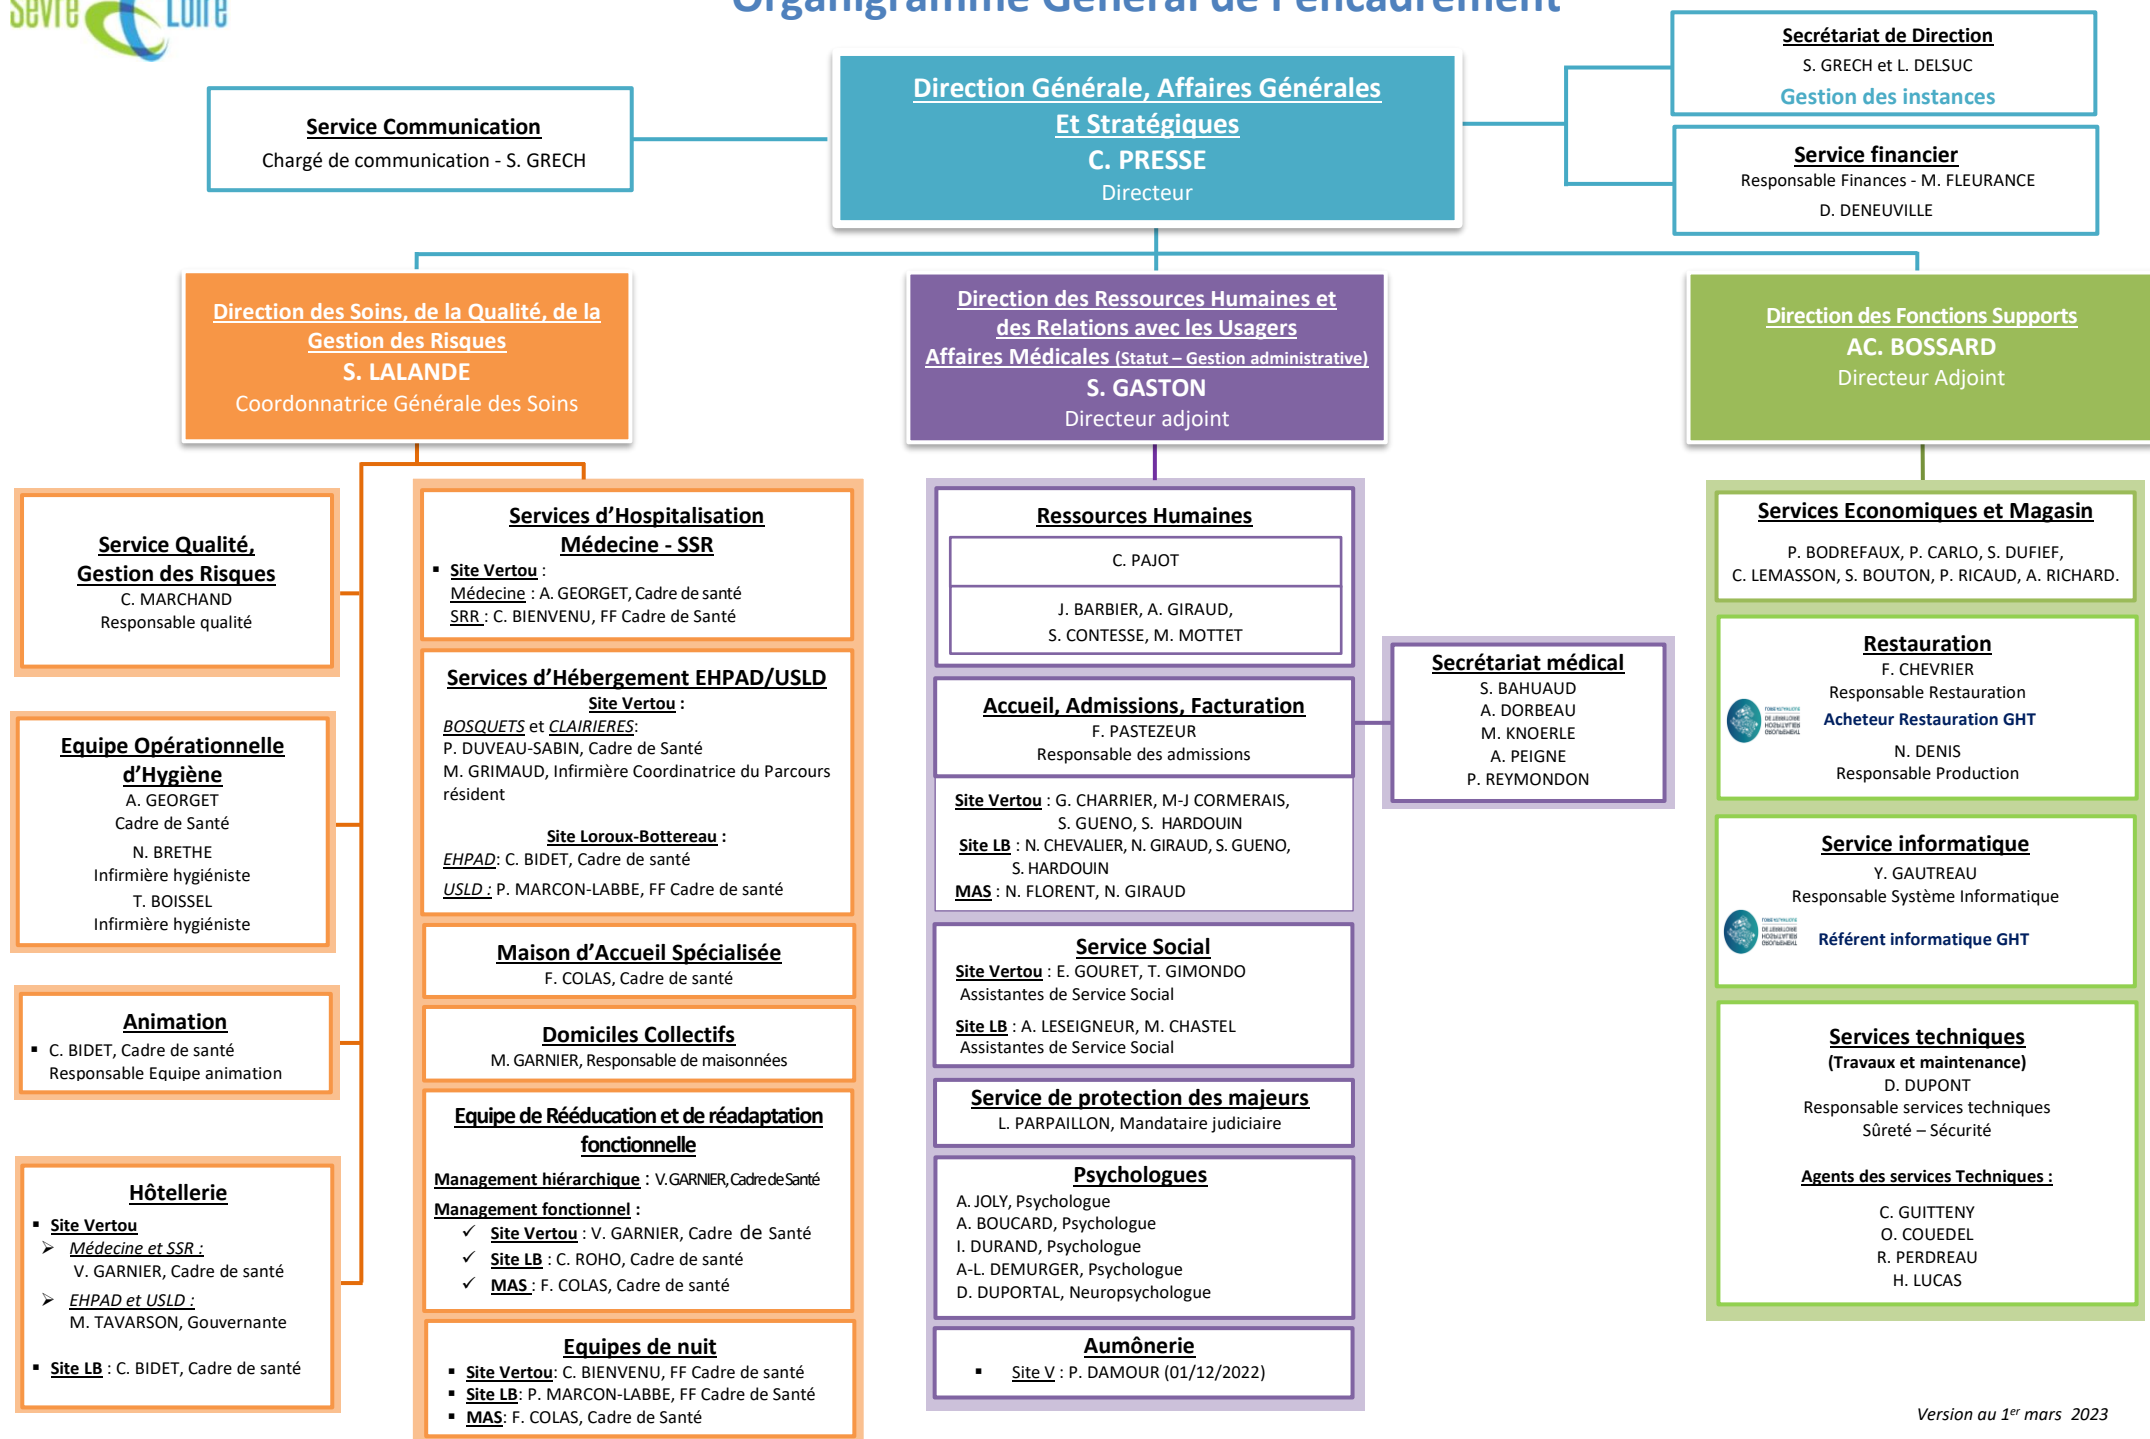 Sèvre Loire
Organigramme Général de l'encadrement
Secrétariat de Direction
S. GRECH et L. DELSUC
Gestion des instances
Service Communication
Chargé de communication - S. GRECH
Direction Générale, Affaires Générales
Et Stratégiques
C. PRESSE
Directeur
Service financier
Responsable Finances - M. FLEURANCE
D. DENEUVILLE
Direction des Soins, de la Qualité, de la
Gestion des Risques
S. LALANDE
Coordonnatrice Générale des Soins
Direction des Ressources Humaines et
des Relations avec les Usagers
Affaires Médicales (Statut – Gestion administrative)
S. GASTON
Directeur adjoint
Direction des Fonctions Supports
AC. BOSSARD
Directeur Adjoint
Service Qualité,
Gestion des Risques
C. MARCHAND
Responsable qualité
Equipe Opérationnelle
d'Hygiène
A. GEORGET
Cadre de Santé
N. BRETHE
Infirmière hygiéniste
T. BOISSEL
Infirmière hygiéniste
Animation
▪ C. BIDET, Cadre de santé
Responsable Equipe animation
Hôtellerie
▪ Site Vertou
➢ Médecine et SSR :
V. GARNIER, Cadre de santé
➢ EHPAD et USLD :
M. TAVARSON, Gouvernante
▪ Site LB : C. BIDET, Cadre de santé
Services d'Hospitalisation
Médecine - SSR
▪ Site Vertou :
Médecine : A. GEORGET, Cadre de santé
SRR : C. BIENVENU, FF Cadre de Santé
Services d'Hébergement EHPAD/USLD
Site Vertou :
BOSQUETS et CLAIRIERES:
P. DUVEAU-SABIN, Cadre de Santé
M. GRIMAUD, Infirmière Coordinatrice du Parcours
résident
Site Loroux-Bottereau :
EHPAD: C. BIDET, Cadre de santé
USLD : P. MARCON-LABBE, FF Cadre de santé
Maison d'Accueil Spécialisée
F. COLAS, Cadre de santé
Domiciles Collectifs
M. GARNIER, Responsable de maisonnées
Equipe de Rééducation et de réadaptation
fonctionnelle
Management hiérarchique : V. GARNIER, Cadre de Santé
Management fonctionnel :
✓ Site Vertou : V. GARNIER, Cadre de Santé
✓ Site LB : C. ROHO, Cadre de santé
✓ MAS : F. COLAS, Cadre de santé
Equipes de nuit
▪ Site Vertou: C. BIENVENU, FF Cadre de santé
▪ Site LB: P. MARCON-LABBE, FF Cadre de Santé
▪ MAS: F. COLAS, Cadre de Santé
Ressources Humaines
C. PAJOT
J. BARBIER, A. GIRAUD,
S. CONTESSE, M. MOTTET
Accueil, Admissions, Facturation
F. PASTEZEUR
Responsable des admissions
Site Vertou : G. CHARRIER, M-J CORMERAIS,
S. GUENO, S. HARDOUIN
Site LB : N. CHEVALIER, N. GIRAUD, S. GUENO,
S. HARDOUIN
MAS : N. FLORENT, N. GIRAUD
Service Social
Site Vertou : E. GOURET, T. GIMONDO
Assistantes de Service Social
Site LB : A. LESEIGNEUR, M. CHASTEL
Assistantes de Service Social
Service de protection des majeurs
L. PARPAILLON, Mandataire judiciaire
Psychologues
A. JOLY, Psychologue
A. BOUCARD, Psychologue
I. DURAND, Psychologue
A-L. DEMURGER, Psychologue
D. DUPORTAL, Neuropsychologue
Aumônerie
▪ Site V : P. DAMOUR (01/12/2022)
Secrétariat médical
S. BAHUAUD
A. DORBEAU
M. KNOERLE
A. PEIGNE
P. REYMONDON
Services Economiques et Magasin
P. BODREFAUX, P. CARLO, S. DUFIEF,
C. LEMASSON, S. BOUTON, P. RICAUD, A. RICHARD.
Restauration
F. CHEVRIER
Responsable Restauration
Acheteur Restauration GHT
N. DENIS
Responsable Production
Service informatique
Y. GAUTREAU
Responsable Système Informatique
Référent informatique GHT
Services techniques
(Travaux et maintenance)
D. DUPONT
Responsable services techniques
Sûreté – Sécurité
Agents des services Techniques :
C. GUITTENY
O. COUEDEL
R. PERDREAU
H. LUCAS
Version au 1er mars 2023